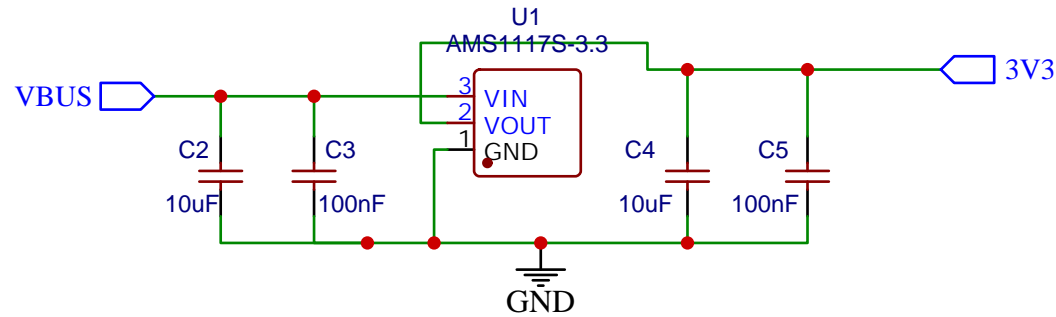 U1
AMS1117S-3.3
VBUS
3V3
3
VIN
2
VOUT
1
GND
C2
10uF
C3
100nF
C4
10uF
C5
100nF
GND